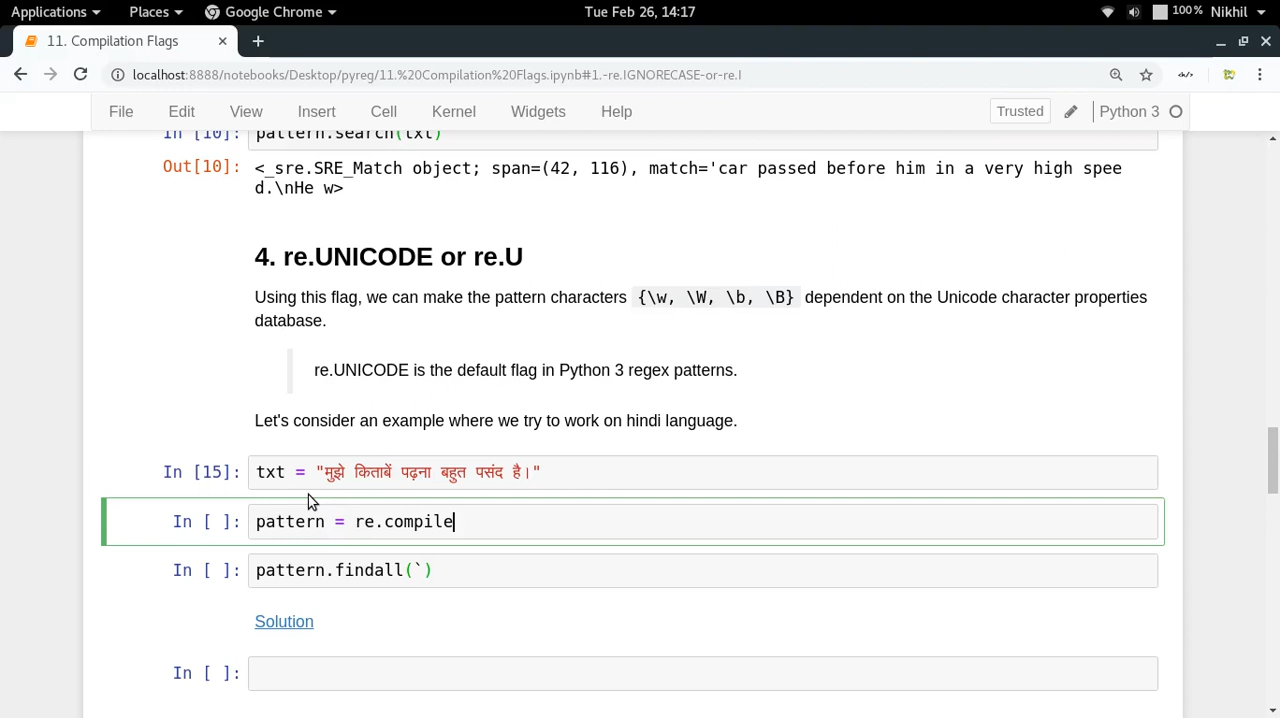 Applications Places Google Chrome Tue Feb 26, 14:17 100% Nikhil
11. Compilation Flags
localhost:8888/notebooks/Desktop/pyreg/11.%20Compilation%20Flags.ipynb#1.-re.IGNORECASE-or-re.I
File Edit View Insert Cell Kernel Widgets Help Trusted Python 3
In [10]: pattern.search(txt)
Out[10]: <_sre.SRE_Match object; span=(42, 116), match='car passed before him in a very high spee
d.\nHe w>
4. re.UNICODE or re.U
Using this flag, we can make the pattern characters {\w, \W, \b, \B} dependent on the Unicode character properties
database.
re.UNICODE is the default flag in Python 3 regex patterns.
Let's consider an example where we try to work on hindi language.
In [15]: txt = "मुझे किताबें पढ़ना बहुत पसंद है।"
In [ ]: pattern = re.compile
In [ ]: pattern.findall(`)
Solution
In [ ]: